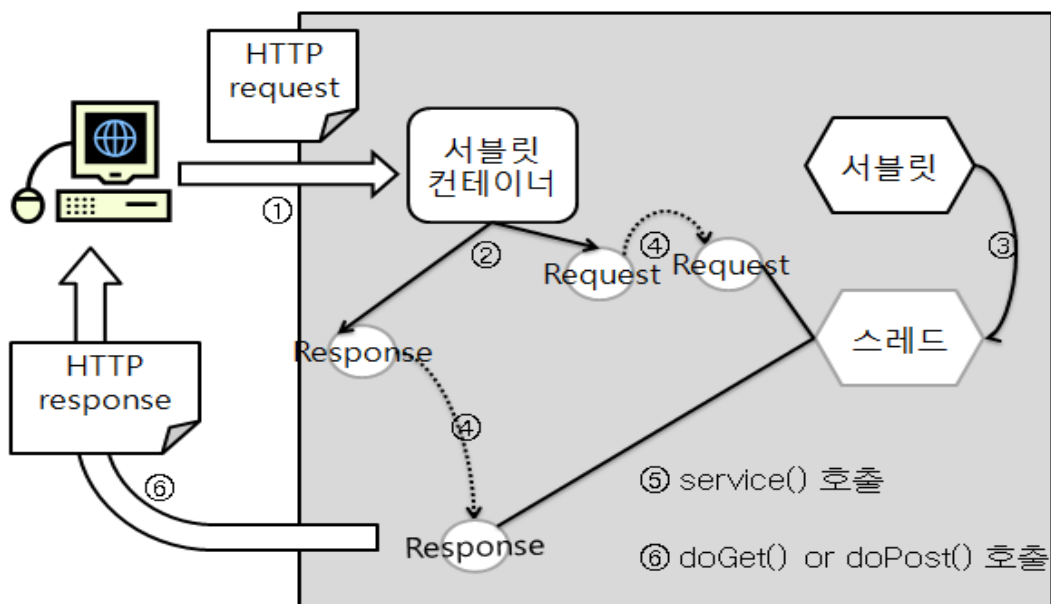 HTTP
request
서블릿
컨테이너
서블릿
①
②
④
③
Request
Request
Response
스레드
HTTP
response
④
⑥
⑤ service() 호출
Response
⑥ doGet() or doPost() 호출